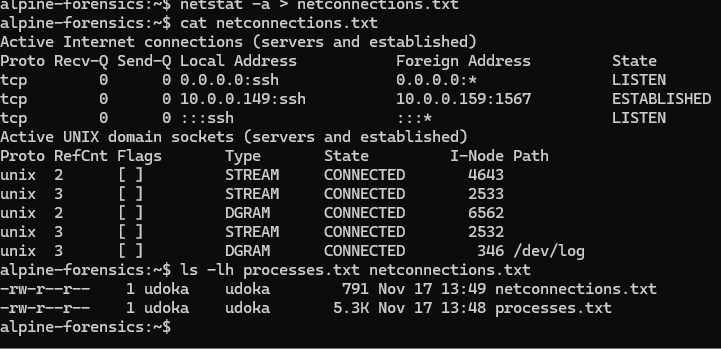 alpine-forensics:~$ netstat -a > netconnections.txt
alpine-forensics:~$ cat netconnections.txt
Active Internet connections (servers and established)
Proto Recv-Q Send-Q Local Address           Foreign Address         State
tcp        0      0 0.0.0.0:ssh             0.0.0.0:*               LISTEN
tcp        0      0 10.0.0.149:ssh          10.0.0.159:1567         ESTABLISHED
tcp        0      0 :::ssh                  :::*                    LISTEN
Active UNIX domain sockets (servers and established)
Proto RefCnt Flags       Type       State         I-Node Path
unix  2      [ ]         STREAM     CONNECTED       4643
unix  3      [ ]         STREAM     CONNECTED       2533
unix  2      [ ]         DGRAM      CONNECTED       6562
unix  3      [ ]         STREAM     CONNECTED       2532
unix  3      [ ]         DGRAM      CONNECTED        346 /dev/log
alpine-forensics:~$ ls -lh processes.txt netconnections.txt
-rw-r--r--    1 udoka    udoka        791 Nov 17 13:49 netconnections.txt
-rw-r--r--    1 udoka    udoka       5.3K Nov 17 13:48 processes.txt
alpine-forensics:~$